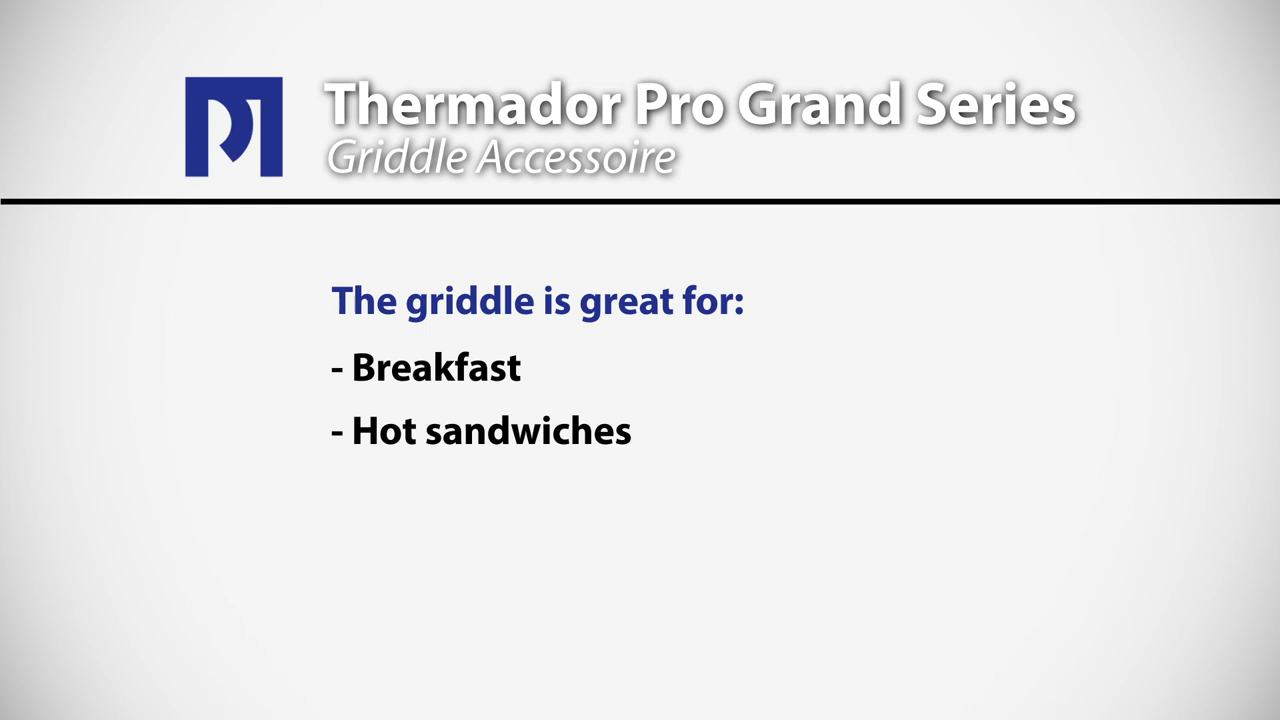 Thermador Pro Grand Series
Griddle Accessoire
The griddle is great for:
- Breakfast
- Hot sandwiches